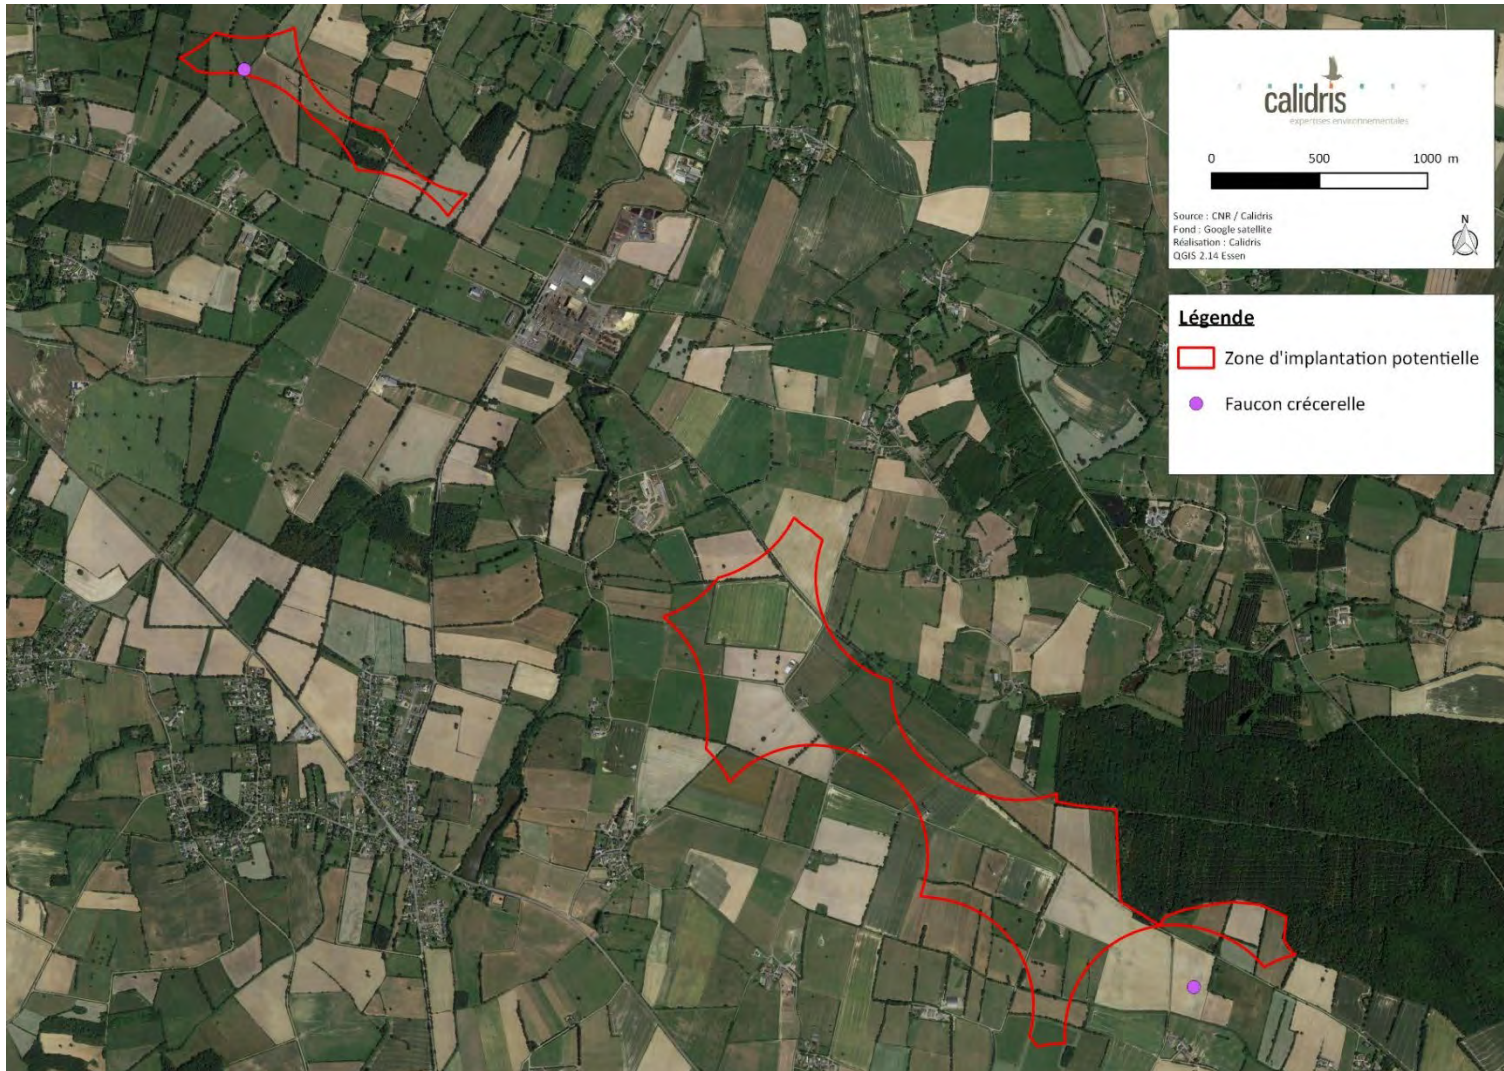 calidris
expertises environnementales
0 500 1000 m
Source : CNR / Calidris
Fond : Google satellite
Réalisation : Calidris
QGIS 2.14 Essen
N
Légende
Zone d'implantation potentielle
Faucon crécerelle